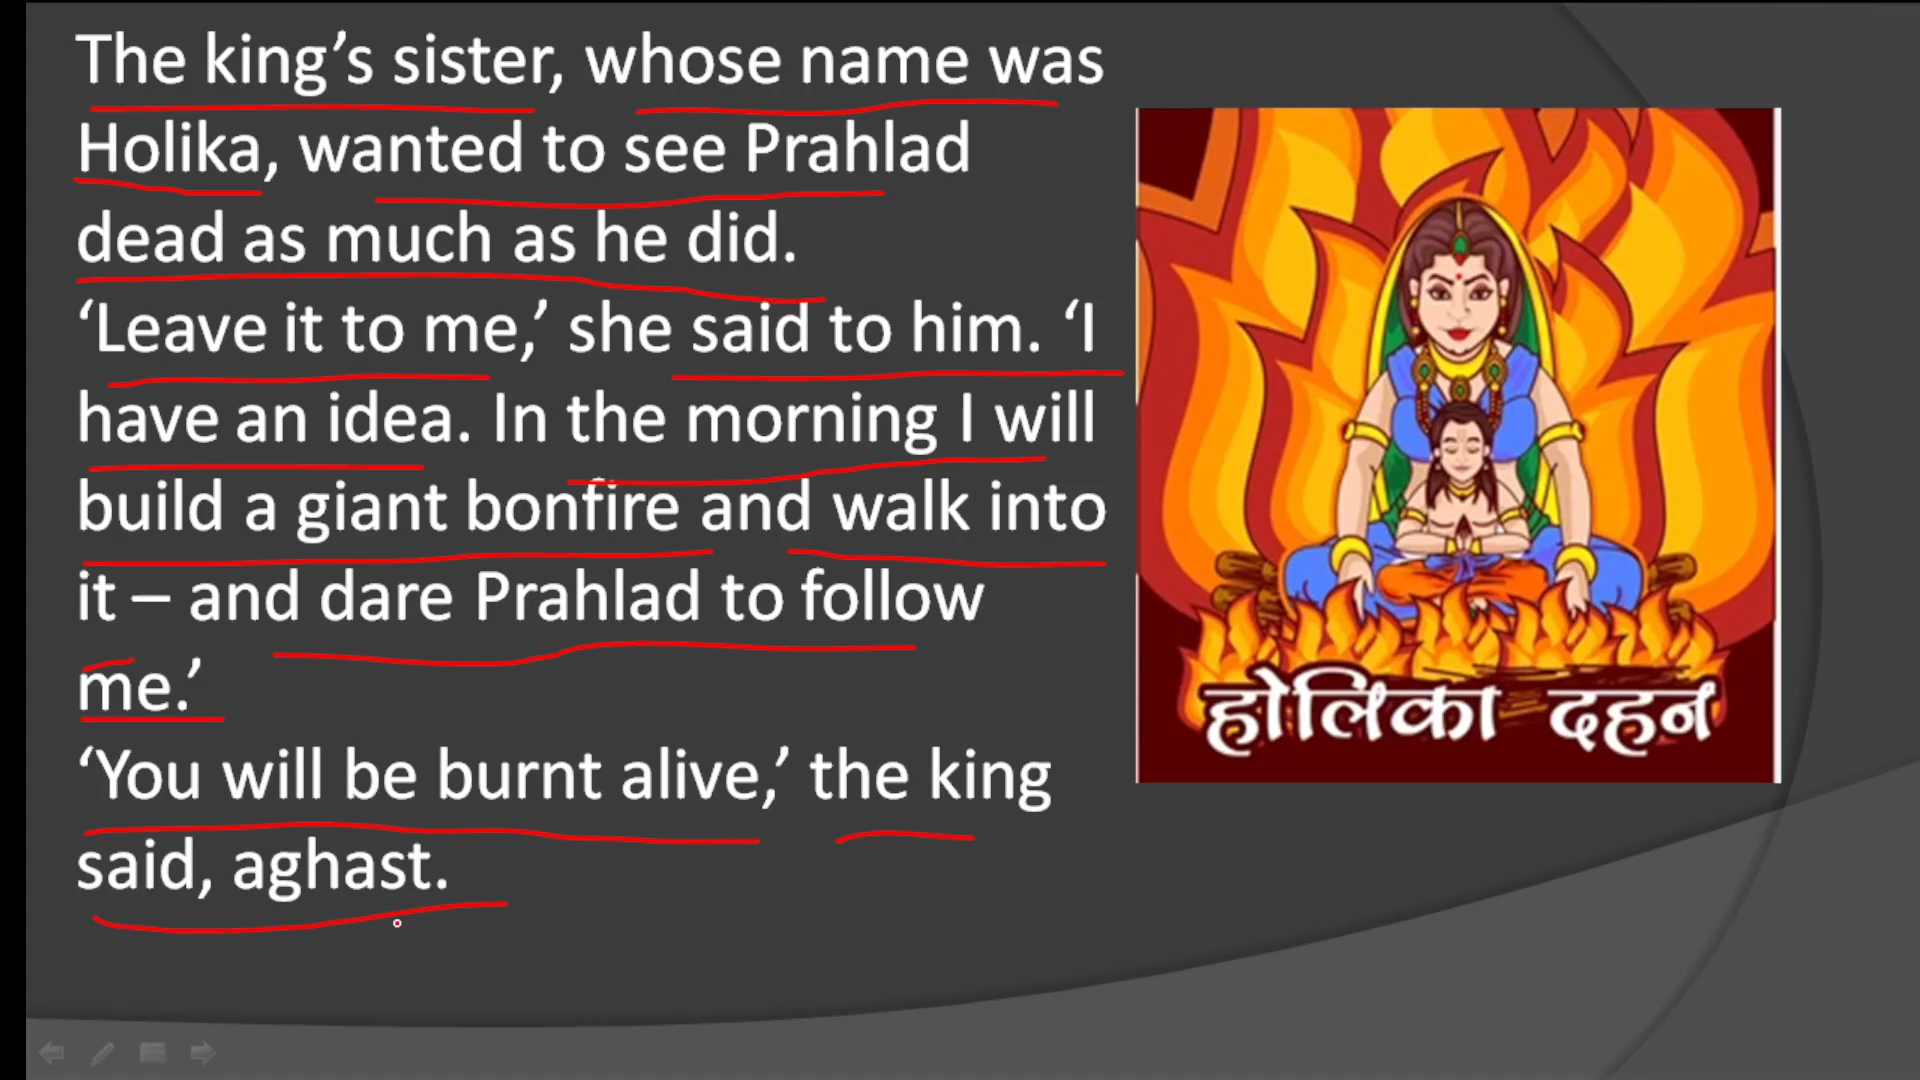 The king’s sister, whose name was
Holika, wanted to see Prahlad
dead as much as he did.
‘Leave it to me,’ she said to him. ‘I
have an idea. In the morning I will
build a giant bonfire and walk into
it – and dare Prahlad to follow
me.’
‘You will be burnt alive,’ the king
said, aghast.
होलिका दहन